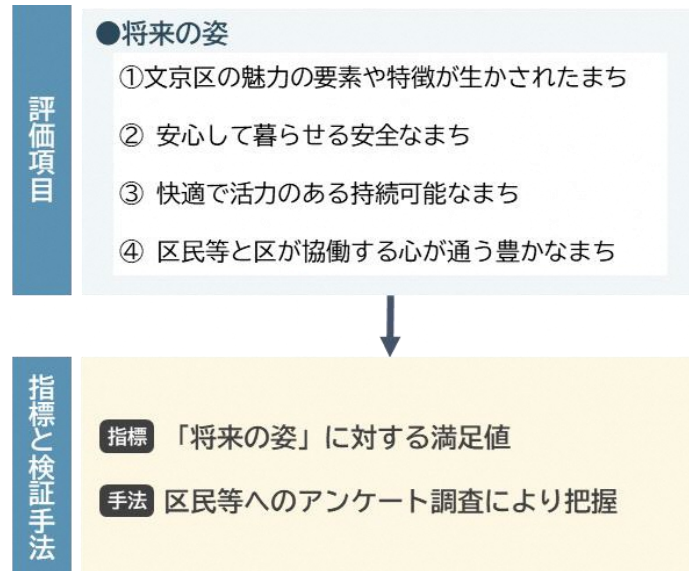 評価項目
●将来の姿
①文京区の魅力の要素や特徴が生かされたまち
② 安心して暮らせる安全なまち
③ 快適で活力のある持続可能なまち
④ 区民等と区が協働する心が通う豊かなまち
指標と検証手法
指標 「将来の姿」に対する満足値
手法 区民等へのアンケート調査により把握